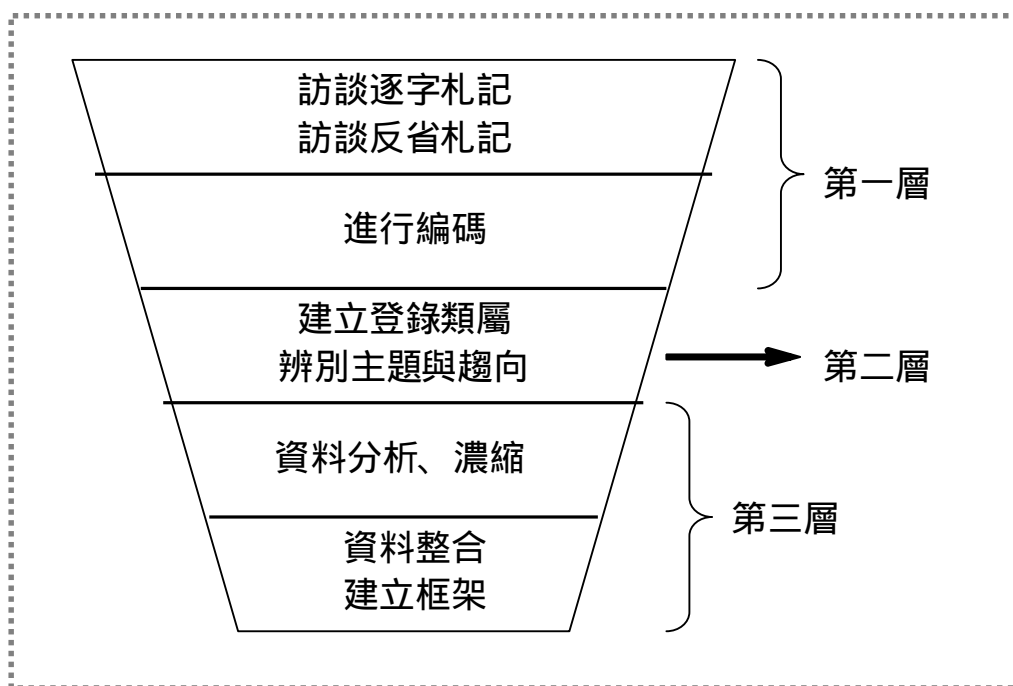 訪談逐字札記
訪談反省札記
第一層
進行編碼
建立登錄類屬
辨別主題與趨向
第二層
資料分析、濃縮
第三層
資料整合
建立框架